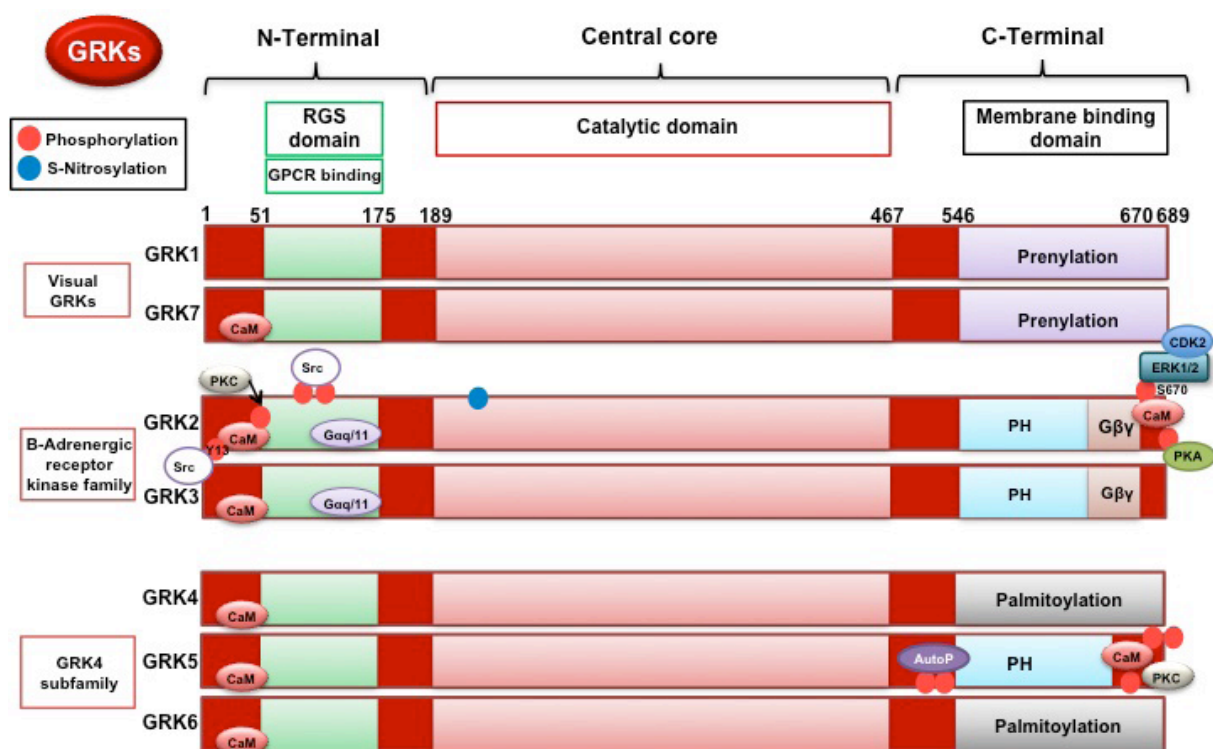 GRKs
N-Terminal
Central core
C-Terminal
Phosphorylation
S-Nitrosylation
RGS
domain
GPCR binding
Catalytic domain
Membrane binding
domain
1 51 175 189 467 546 670 689
Visual
GRKs
GRK1
Prenylation
GRK7
CaM
Prenylation
CDK2
ERK1/2
S670
B-Adrenergic
receptor
kinase family
PKC
Src
GRK2
CaM
Gαq/11
PH
Gβγ
CaM
Y13
Src
PKA
GRK3
CaM
Gαq/11
PH
Gβγ
GRK4
subfamily
GRK4
CaM
Palmitoylation
GRK5
CaM
AutoP
PH
CaM
PKC
GRK6
CaM
Palmitoylation